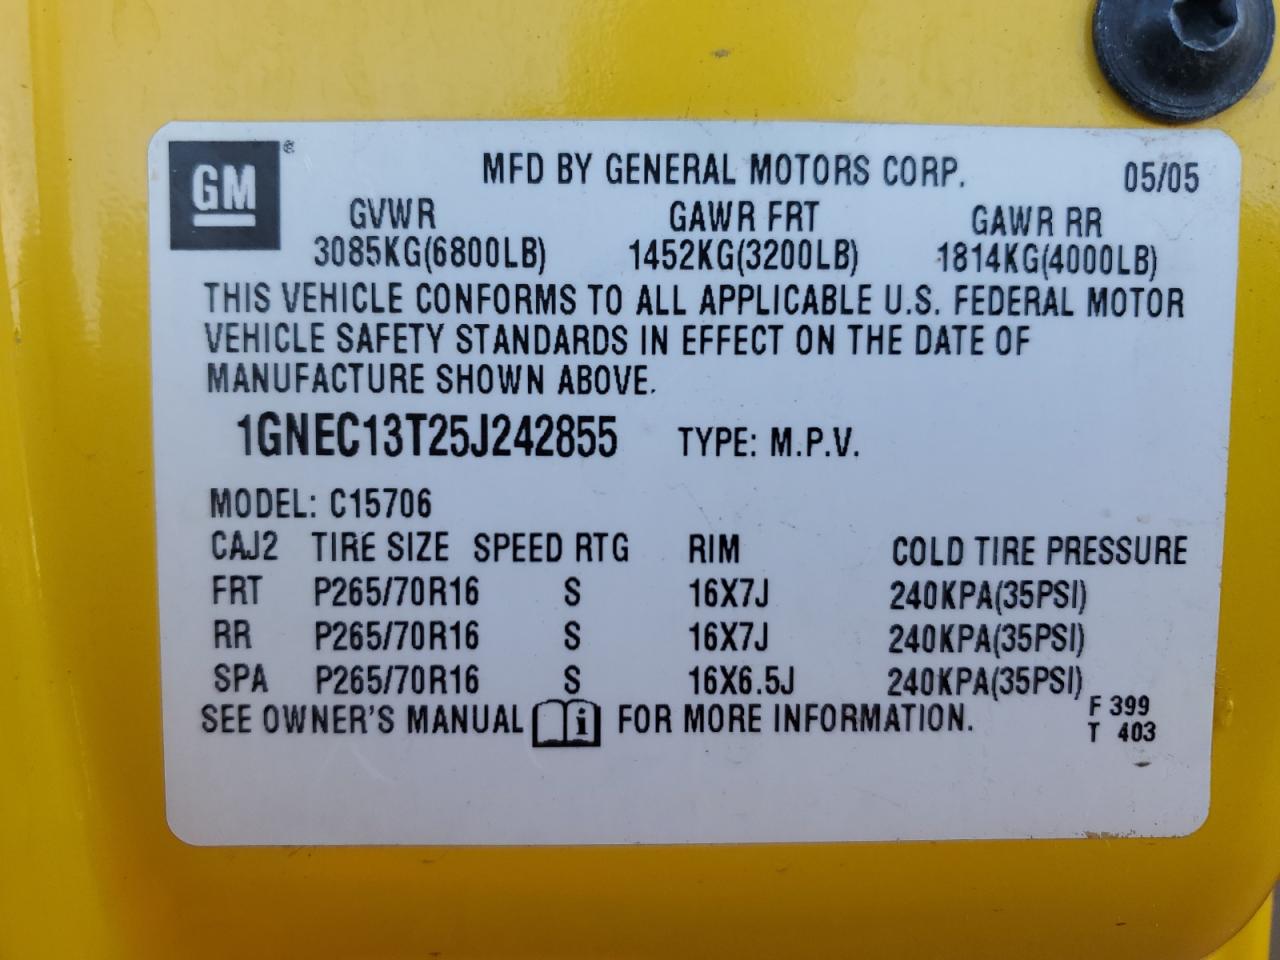 GM ®
MFD BY GENERAL MOTORS CORP. 05/05
GVWR GAWR FRT GAWR RR
3085KG(6800LB) 1452KG(3200LB) 1814KG(4000LB)
THIS VEHICLE CONFORMS TO ALL APPLICABLE U.S. FEDERAL MOTOR
VEHICLE SAFETY STANDARDS IN EFFECT ON THE DATE OF
MANUFACTURE SHOWN ABOVE.
1GNEC13T25J242855 TYPE: M.P.V.
MODEL: C15706
CAJ2 TIRE SIZE SPEED RTG RIM COLD TIRE PRESSURE
FRT P265/70R16 S 16X7J 240KPA(35PSI)
RR P265/70R16 S 16X7J 240KPA(35PSI)
SPA P265/70R16 S 16X6.5J 240KPA(35PSI)
SEE OWNER'S MANUAL i FOR MORE INFORMATION.
F 399
T 403